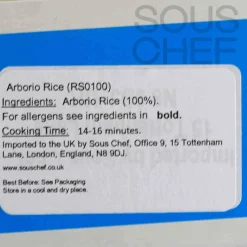 SOUS
CHEF
Arborio Rice (RS0100)
Ingredients: Arborio Rice (100%).
For allergens see ingredients in bold.
Cooking Time: 14-16 minutes.
Imported to the UK by Sous Chef, Office 9, 15 Tottenham
Lane, London, England, N8 9DJ.
www.souschef.co.uk
Best Before: See Packaging
Store in a cool and dry place.